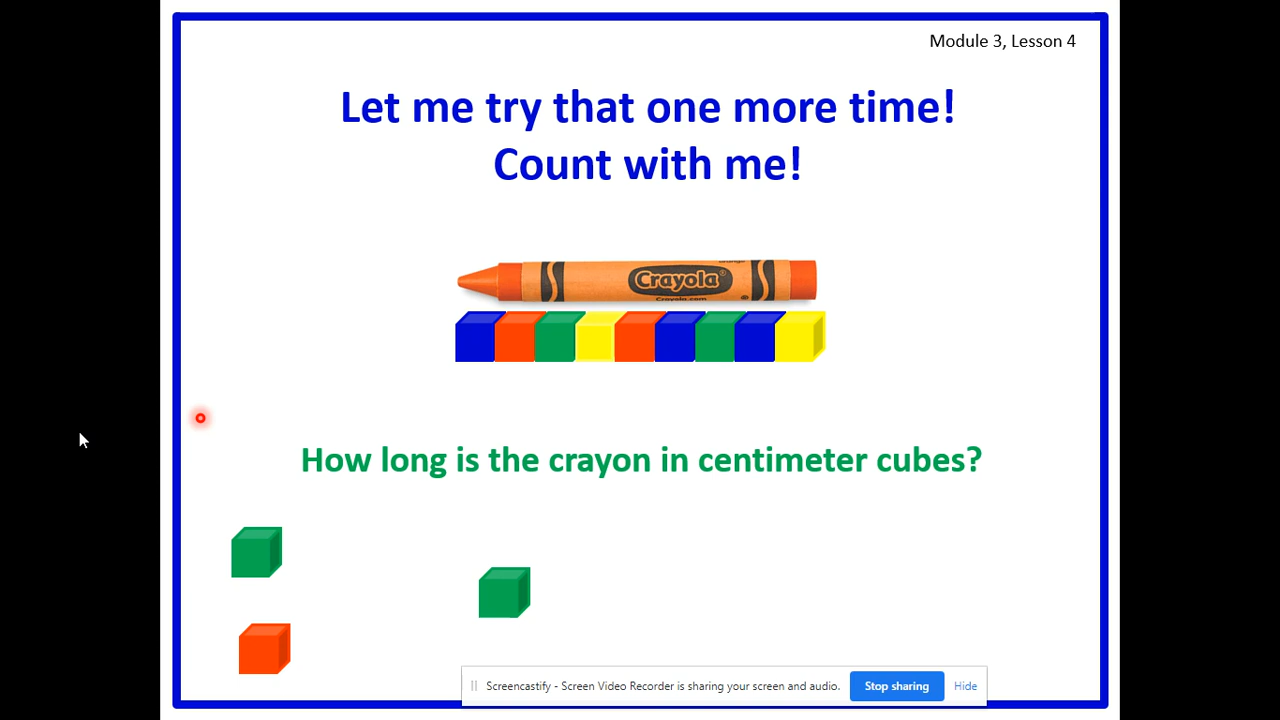 Module 3, Lesson 4
Let me try that one more time!
Count with me!
Crayola®
Crayola.com
How long is the crayon in centimeter cubes?
Screencastify - Screen Video Recorder is sharing your screen and audio.
Stop sharing
Hide